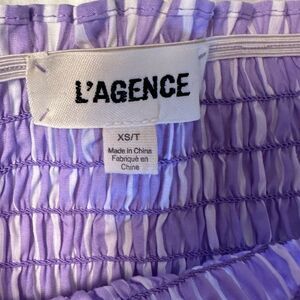 L'AGENCE
XS/T
Made in China
Fabriqué en
Chine